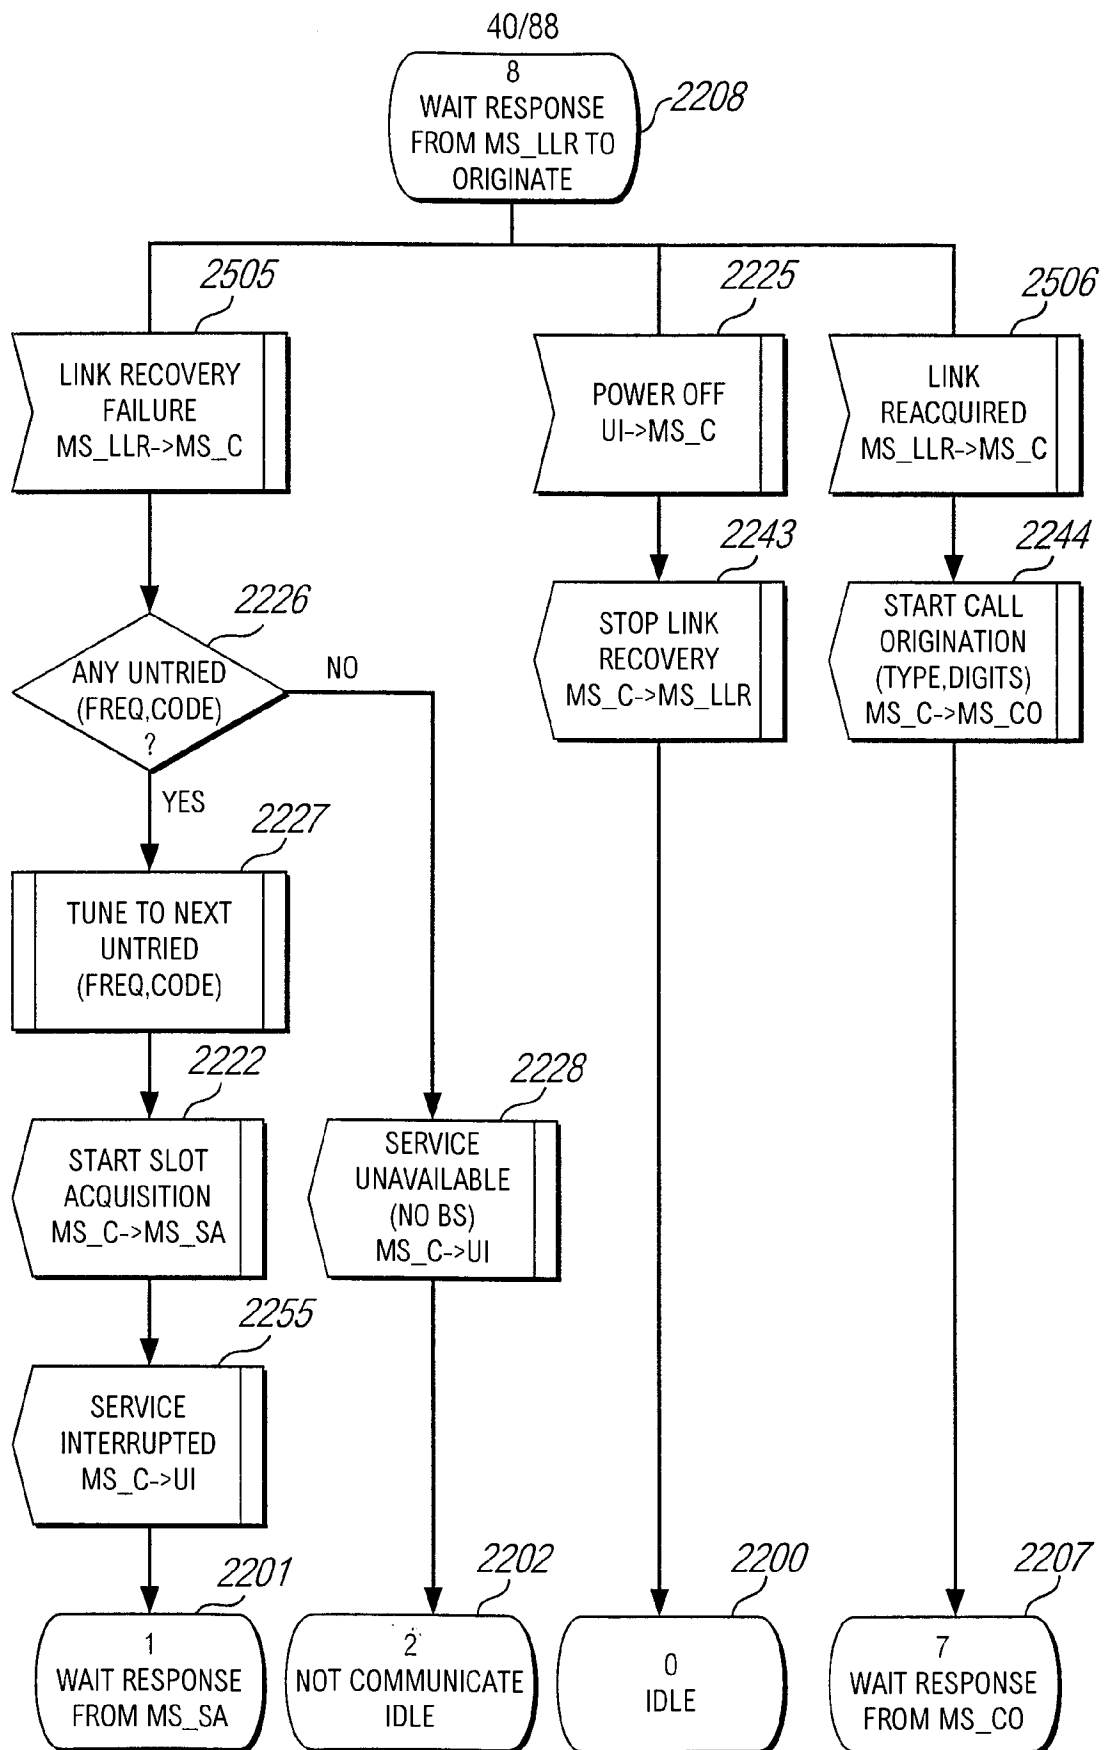 40/88
8
WAIT RESPONSE
FROM MS_LLR TO
ORIGINATE
2208
2505
LINK RECOVERY
FAILURE
MS_LLR->MS_C
2225
POWER OFF
UI->MS_C
2506
LINK
REACQUIRED
MS_LLR->MS_C
2226
ANY UNTRIED
(FREQ,CODE)
?
NO
YES
2243
STOP LINK
RECOVERY
MS_C->MS_LLR
2244
START CALL
ORIGINATION
(TYPE,DIGITS)
MS_C->MS_CO
2227
TUNE TO NEXT
UNTRIED
(FREQ,CODE)
2222
START SLOT
ACQUISITION
MS_C->MS_SA
2228
SERVICE
UNAVAILABLE
(NO BS)
MS_C->UI
2255
SERVICE
INTERRUPTED
MS_C->UI
2201
1
WAIT RESPONSE
FROM MS_SA
2202
2
NOT COMMUNICATE
IDLE
2200
0
IDLE
2207
7
WAIT RESPONSE
FROM MS_CO